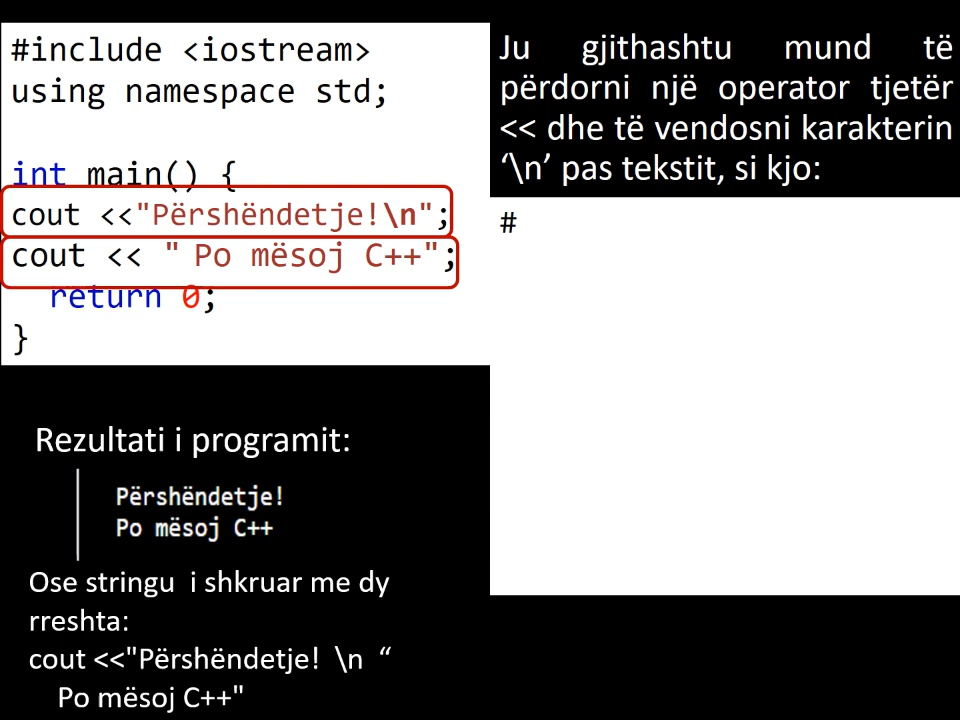 #include <iostream>
using namespace std;
int main() {
cout <<"Përshëndetje!\n";
cout << " Po mësoj C++";
return 0;
}
Rezultati i programit:
Përshëndetje!
Po mësoj C++
Ose stringu i shkruar me dy
rreshta:
cout <<"Përshëndetje! \n “
Po mësoj C++"
Ju gjithashtu mund të
përdorni një operator tjetër
<< dhe të vendosni karakterin
‘\n’ pas tekstit, si kjo:
#